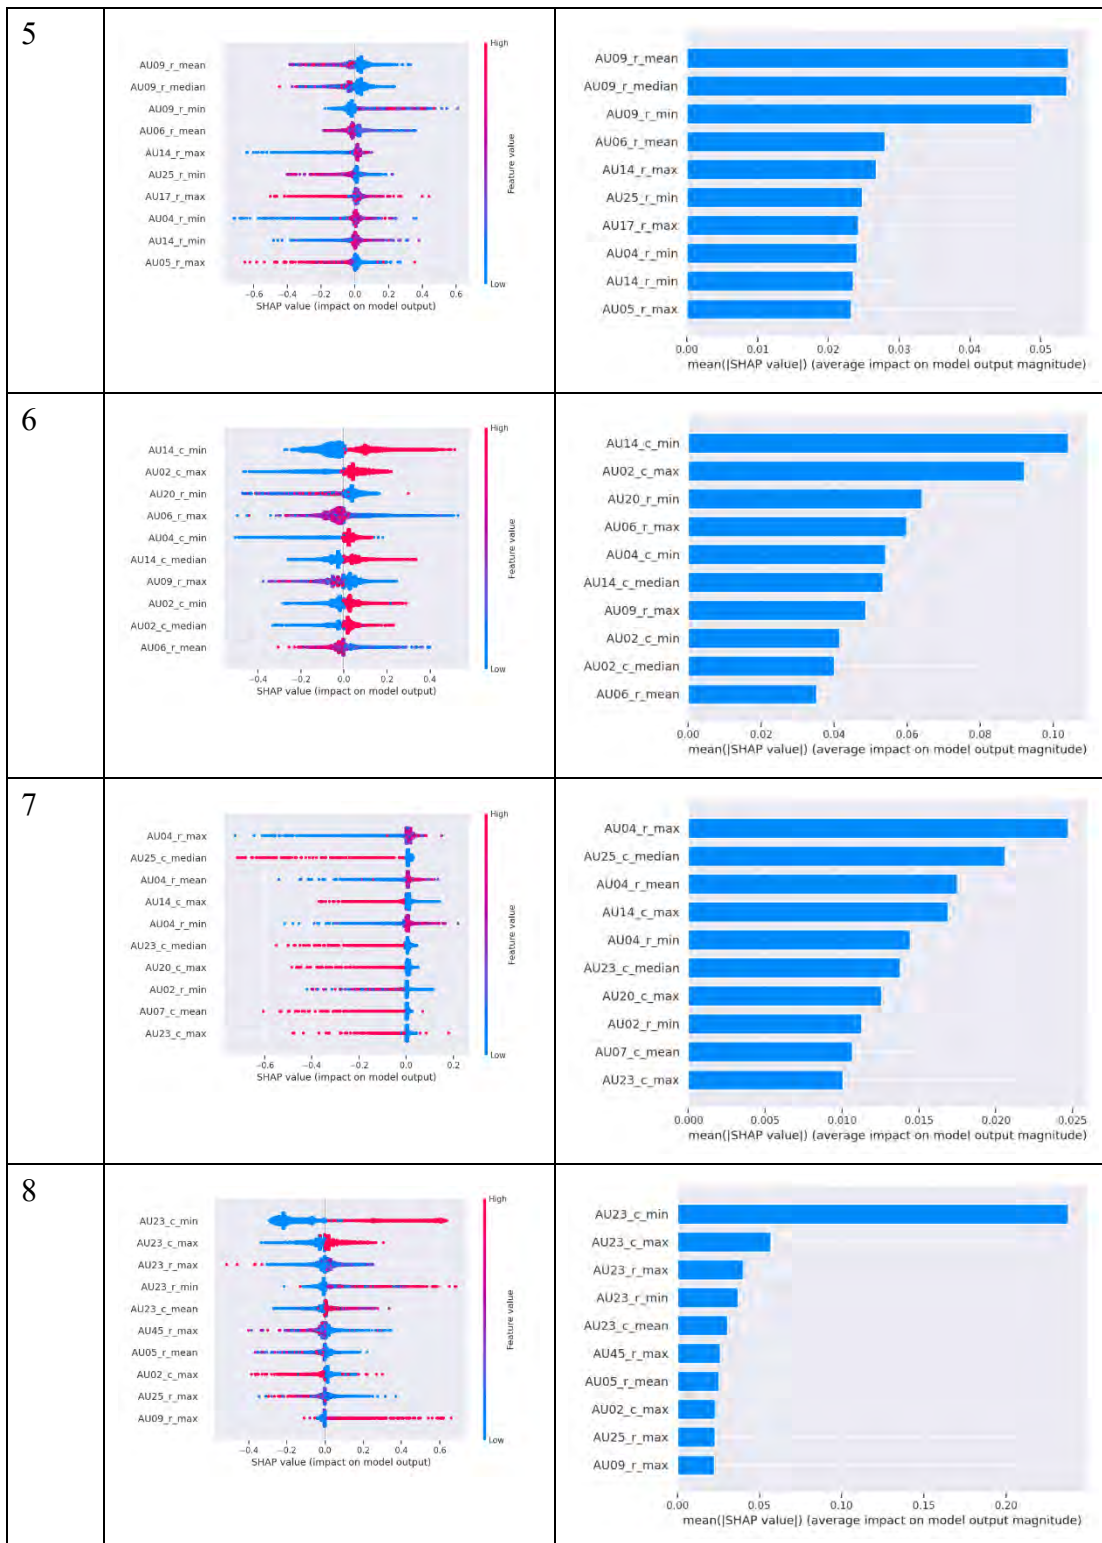 5
High
AU09_r_mean
AU09_r_median
AU09_r_min
AU06_r_mean
AU14_r_max
AU25_r_min
AU17_r_max
AU04_r_min
AU14_r_min
AU05_r_max
Feature value
Low
−0.6 −0.4 −0.2 0.0 0.2 0.4 0.6
SHAP value (impact on model output)
AU09_r_mean
AU09_r_median
AU09_r_min
AU06_r_mean
AU14_r_max
AU25_r_min
AU17_r_max
AU04_r_min
AU14_r_min
AU05_r_max
0.00 0.01 0.02 0.03 0.04 0.05
mean(|SHAP value|) (average impact on model output magnitude)
6
High
AU14_c_min
AU02_c_max
AU20_r_min
AU06_r_max
AU04_c_min
AU14_c_median
AU09_r_max
AU02_c_min
AU02_c_median
AU06_r_mean
Feature value
Low
−0.4 −0.2 0.0 0.2 0.4
SHAP value (impact on model output)
AU14_c_min
AU02_c_max
AU20_r_min
AU06_r_max
AU04_c_min
AU14_c_median
AU09_r_max
AU02_c_min
AU02_c_median
AU06_r_mean
0.00 0.02 0.04 0.06 0.08 0.10
mean(|SHAP value|) (average impact on model output magnitude)
7
High
AU04_r_max
AU25_c_median
AU04_r_mean
AU14_c_max
AU04_r_min
AU23_c_median
AU20_c_max
AU02_r_min
AU07_c_mean
AU23_c_max
Feature value
Low
−0.6 −0.4 −0.2 0.0 0.2
SHAP value (impact on model output)
AU04_r_max
AU25_c_median
AU04_r_mean
AU14_c_max
AU04_r_min
AU23_c_median
AU20_c_max
AU02_r_min
AU07_c_mean
AU23_c_max
0.000 0.005 0.010 0.015 0.020 0.025
mean(|SHAP value|) (average impact on model output magnitude)
8
High
AU23_c_min
AU23_c_max
AU23_r_max
AU23_r_min
AU23_c_mean
AU45_r_max
AU05_r_mean
AU02_c_max
AU25_r_max
AU09_r_max
Feature value
Low
−0.4 −0.2 0.0 0.2 0.4 0.6
SHAP value (impact on model output)
AU23_c_min
AU23_c_max
AU23_r_max
AU23_r_min
AU23_c_mean
AU45_r_max
AU05_r_mean
AU02_c_max
AU25_r_max
AU09_r_max
0.00 0.05 0.10 0.15 0.20
mean(|SHAP value|) (average impact on model output magnitude)